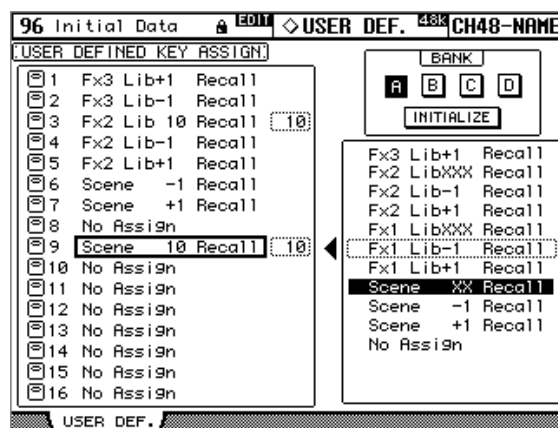 96 Initial Data EDIT ◇USER DEF. 48K CH48-NAME
USER DEFINED KEY ASSIGN
1 Fx3 Lib+1 Recall
2 Fx3 Lib-1 Recall
3 Fx2 Lib 10 Recall 10
4 Fx2 Lib-1 Recall
5 Fx2 Lib+1 Recall
6 Scene -1 Recall
7 Scene +1 Recall
8 No Assign
9 Scene 10 Recall 10
10 No Assign
11 No Assign
12 No Assign
13 No Assign
14 No Assign
15 No Assign
16 No Assign
BANK
A B C D
INITIALIZE
Fx3 Lib+1 Recall
Fx2 LibXXX Recall
Fx2 Lib-1 Recall
Fx2 Lib+1 Recall
Fx1 LibXXX Recall
Fx1 Lib-1 Recall
Fx1 Lib+1 Recall
Scene XX Recall
Scene -1 Recall
Scene +1 Recall
No Assign
USER DEF.